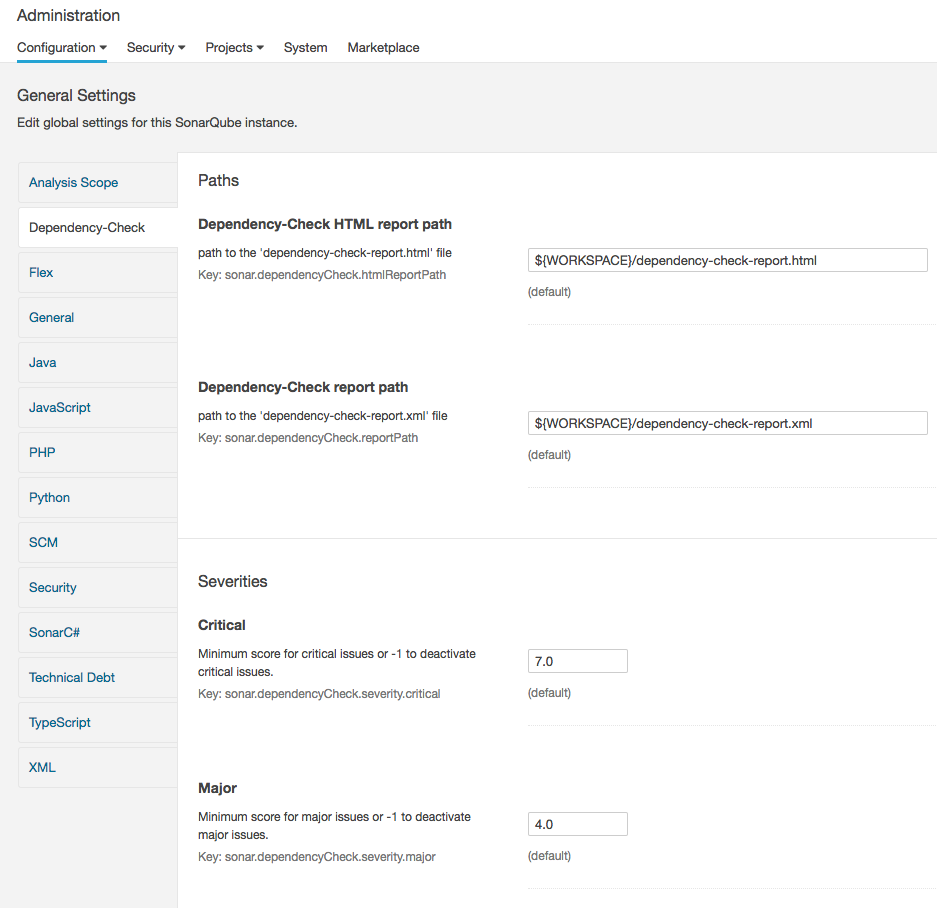 Administration
Configuration Security Projects System Marketplace
General Settings
Edit global settings for this SonarQube instance.
Analysis Scope
Dependency-Check
Flex
General
Java
JavaScript
PHP
Python
SCM
Security
SonarC#
Technical Debt
TypeScript
XML
Paths
Dependency-Check HTML report path
path to the 'dependency-check-report.html' file
Key: sonar.dependencyCheck.htmlReportPath
${WORKSPACE}/dependency-check-report.html
(default)
Dependency-Check report path
path to the 'dependency-check-report.xml' file
Key: sonar.dependencyCheck.reportPath
${WORKSPACE}/dependency-check-report.xml
(default)
Severities
Critical
Minimum score for critical issues or -1 to deactivate
critical issues.
Key: sonar.dependencyCheck.severity.critical
7.0
(default)
Major
Minimum score for major issues or -1 to deactivate
major issues.
Key: sonar.dependencyCheck.severity.major
4.0
(default)